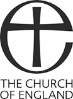 THE CHURCH
OF ENGLAND